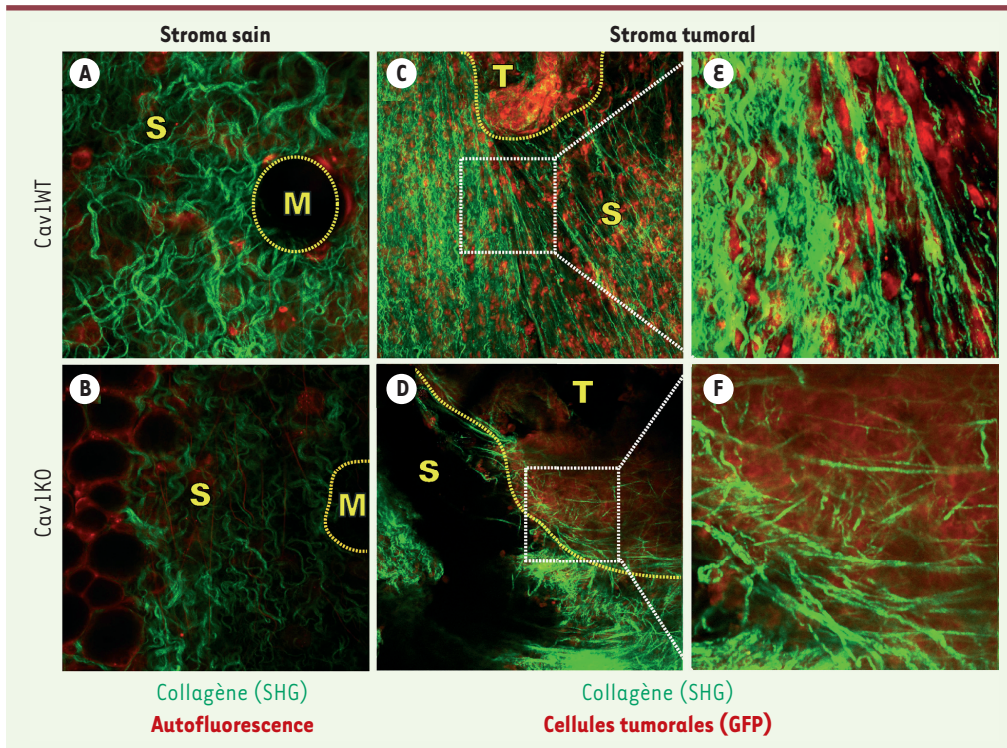 Stroma sain
Stroma tumoral
Cav1WT
A
S
M
C
T
S
E
Cav1KO
B
S
M
D
T
S
F
Collagène (SHG)
Autofluorescence
Collagène (SHG)
Cellules tumorales (GFP)